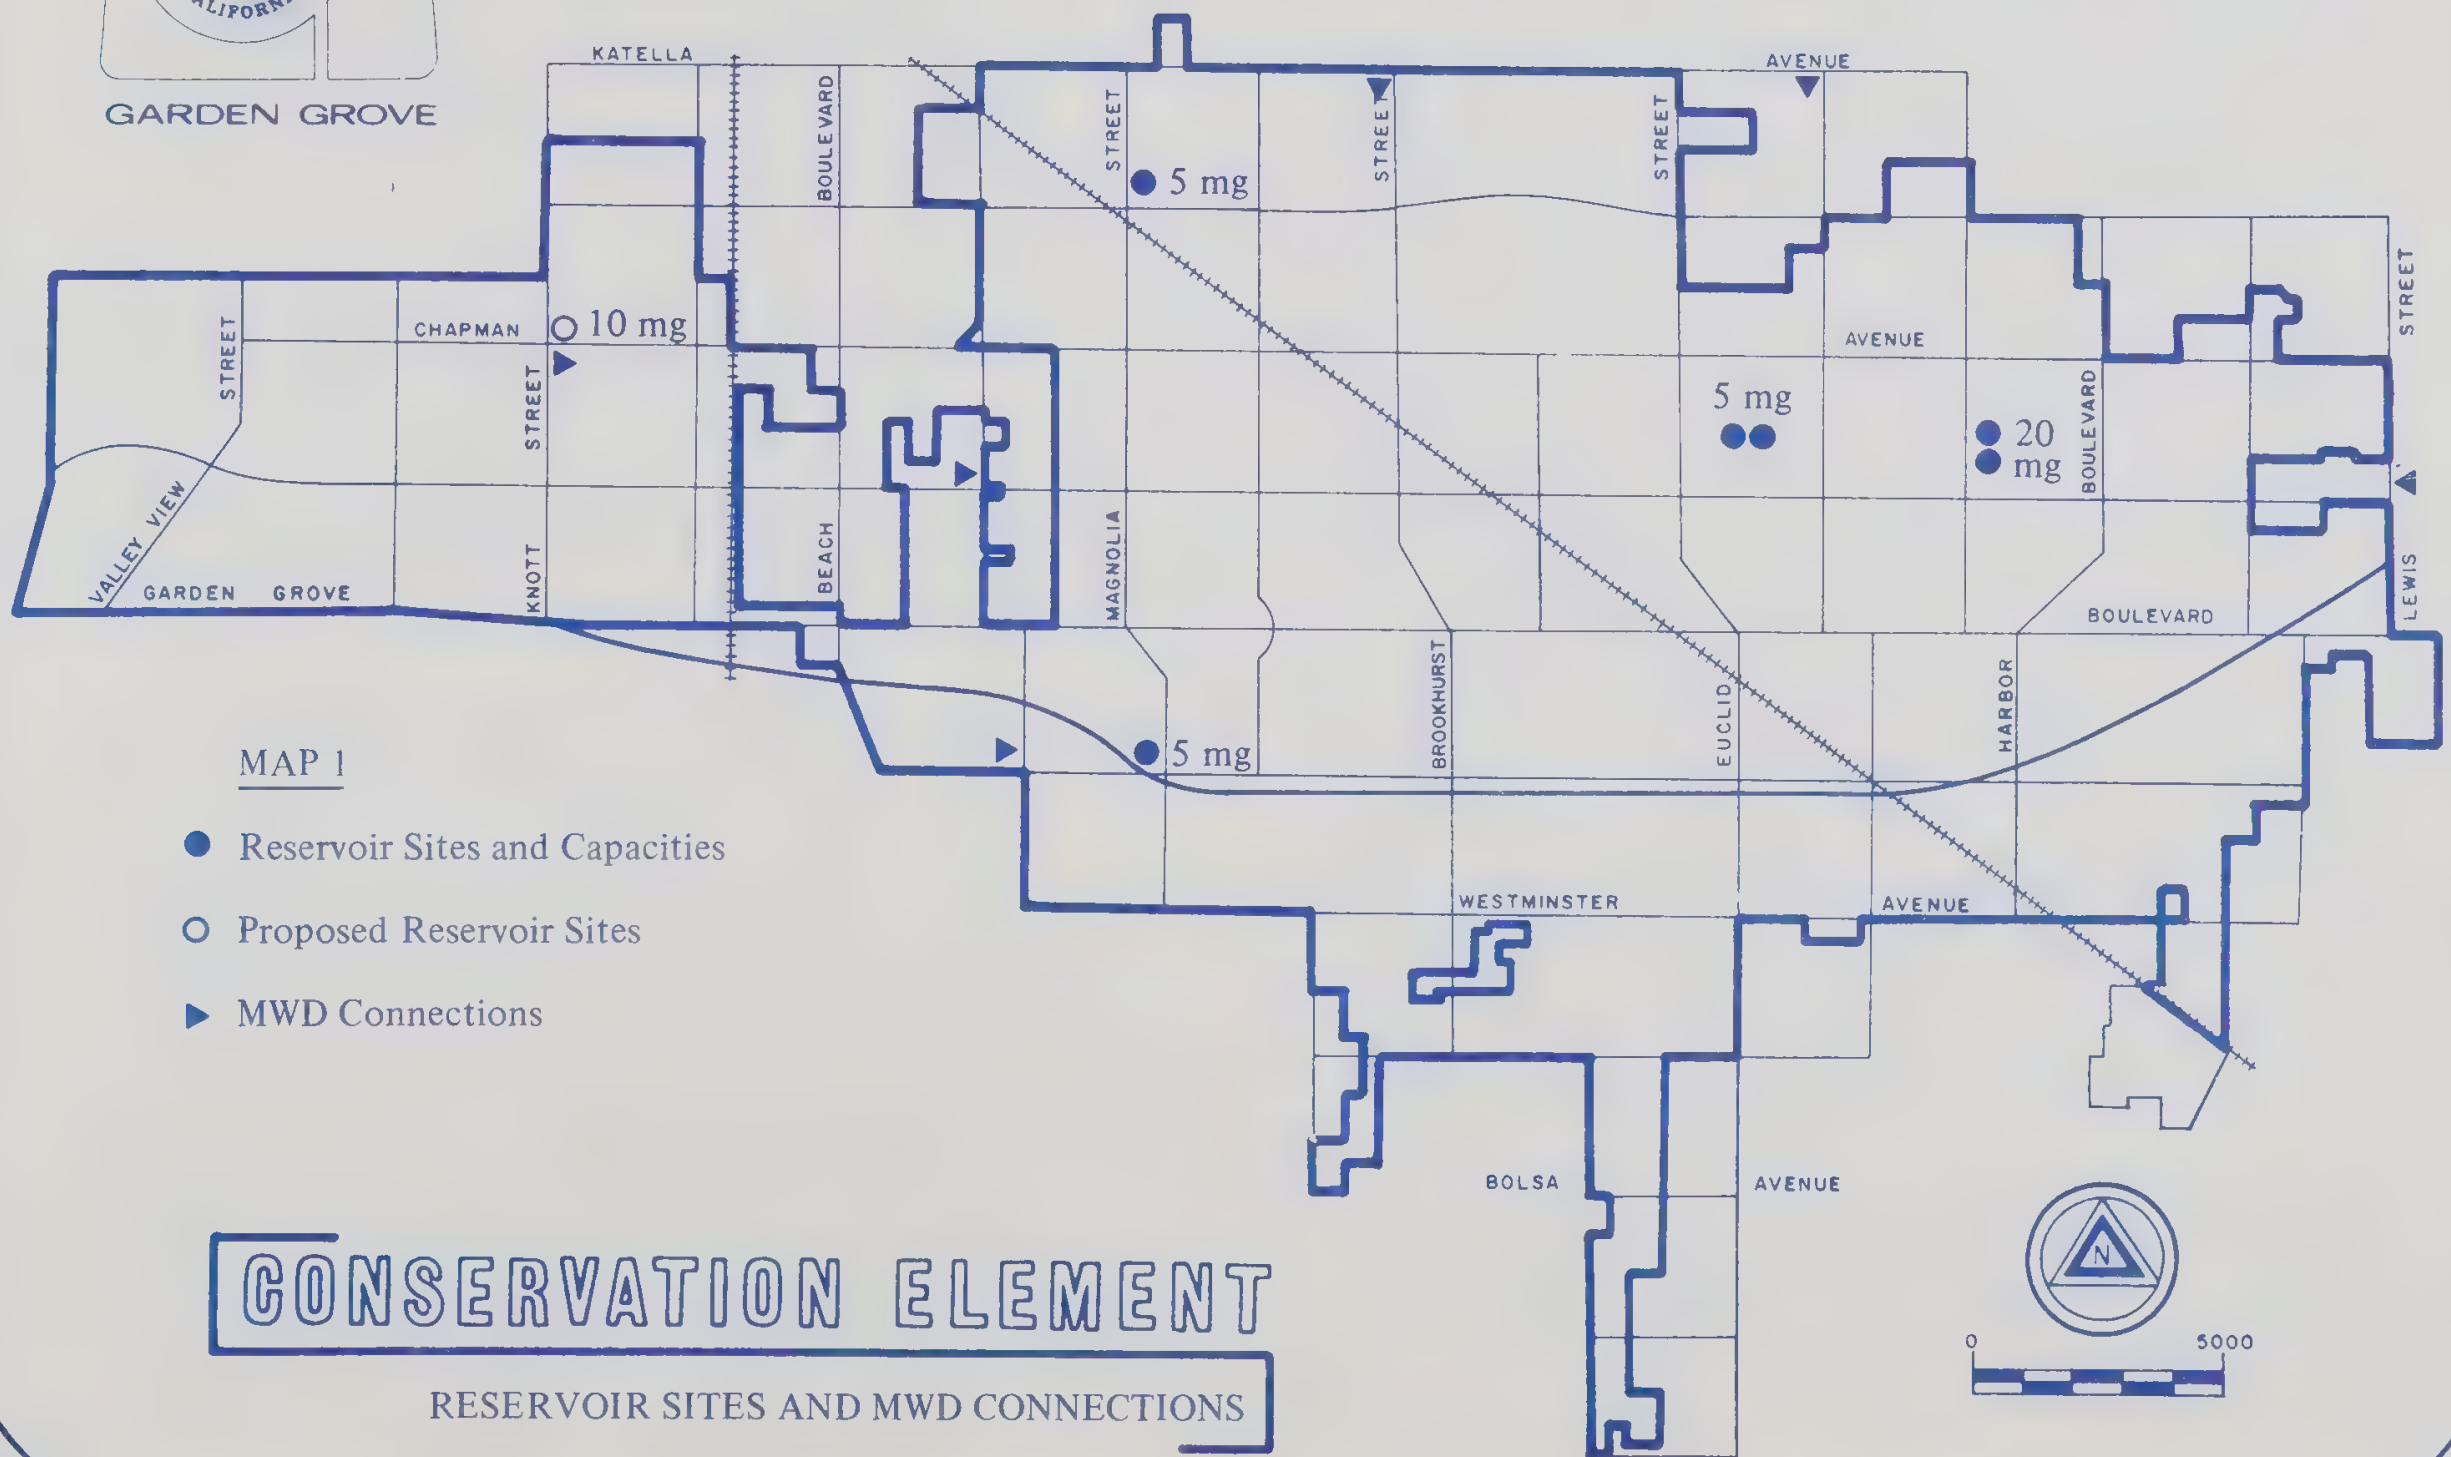 CALIFORNIA
GARDEN GROVE
KATELLA
AVENUE
BOULEVARD
STREET
STREET
STREET
5 mg
STREET
CHAPMAN
10 mg
AVENUE
STREET
STREET
BOULEVARD
5 mg
20
mg
VALLEY VIEW
GARDEN GROVE
KNOTT
BEACH
MAGNOLIA
BOULEVARD
LEWIS
BROOKHURST
EUCLID
HARBOR
5 mg
MAP 1
Reservoir Sites and Capacities
Proposed Reservoir Sites
MWD Connections
WESTMINSTER
AVENUE
BOLSA
AVENUE
N
0
5000
CONSERVATION ELEMENT
RESERVOIR SITES AND MWD CONNECTIONS